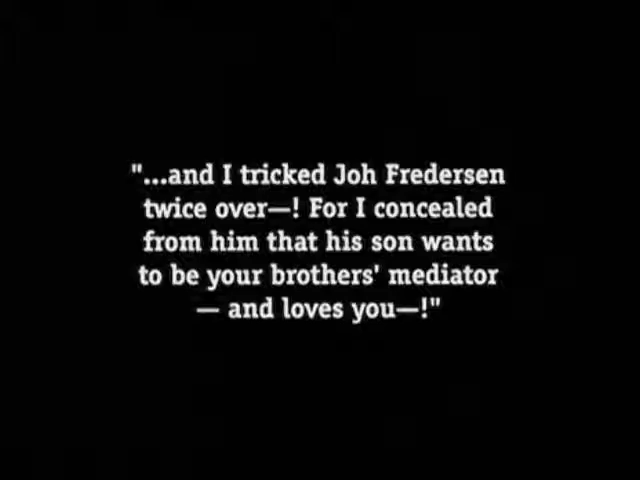 "...and I tricked Joh Fredersen
twice over—! For I concealed
from him that his son wants
to be your brothers' mediator
— and loves you—!"